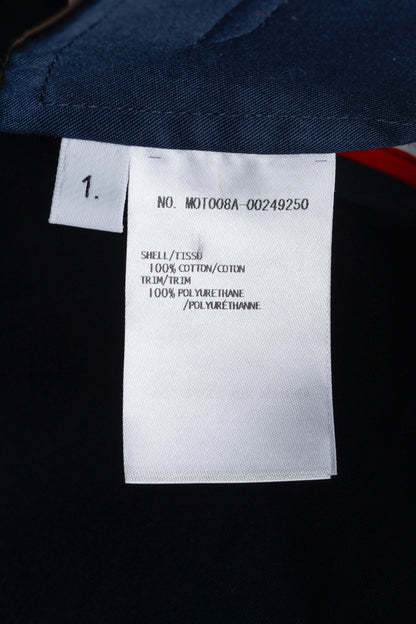 1.
NO. MOT008A-00249250
SHELL/TISSU
100% COTTON/COTON
TRIM/TRIM
100% POLYURETHANE
/POLYURÉTHANNE